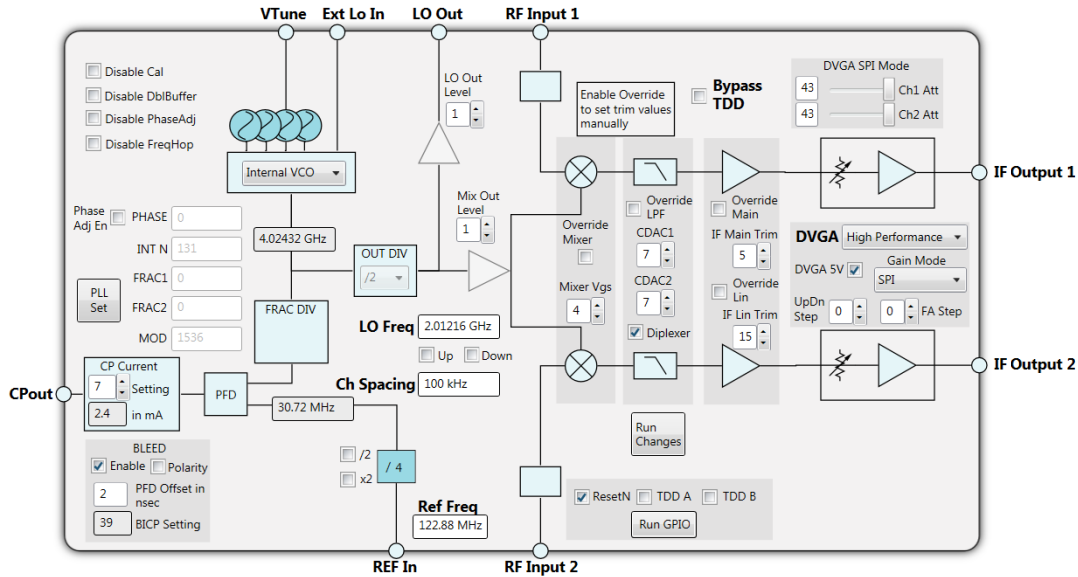 VTune
Ext Lo In
LO Out
RF Input 1
Disable Cal
Disable DblBuffer
Disable PhaseAdj
Disable FreqHop
LO Out
Level
1
Enable Override
to set trim values
manually
Bypass
TDD
DVGA SPI Mode
43
Ch1 Att
43
Ch2 Att
Internal VCO
IF Output 1
Phase
Adj En
PHASE
0
INT N
131
FRAC1
0
FRAC2
0
MOD
1536
PLL
Set
4.02432 GHz
OUT DIV
/2
Mix Out
Level
1
Override
Mixer
Mixer Vgs
4
Override
LPF
CDAC1
7
CDAC2
7
Diplexer
Override
Main
IF Main Trim
5
Override
Lin
IF Lin Trim
15
DVGA
High Performance
DVGA 5V
Gain Mode
SPI
UpDn
Step
0
0
FA Step
FRAC DIV
LO Freq
2.01216 GHz
Up
Down
Ch Spacing
100 kHz
IF Output 2
CPout
CP Current
7
Setting
2.4
in mA
PFD
30.72 MHz
/2
x2
/ 4
Run
Changes
BLEED
Enable
Polarity
2
PFD Offset in
nsec
39
BICP Setting
Ref Freq
122.88 MHz
ResetN
TDD A
TDD B
Run GPIO
REF In
RF Input 2